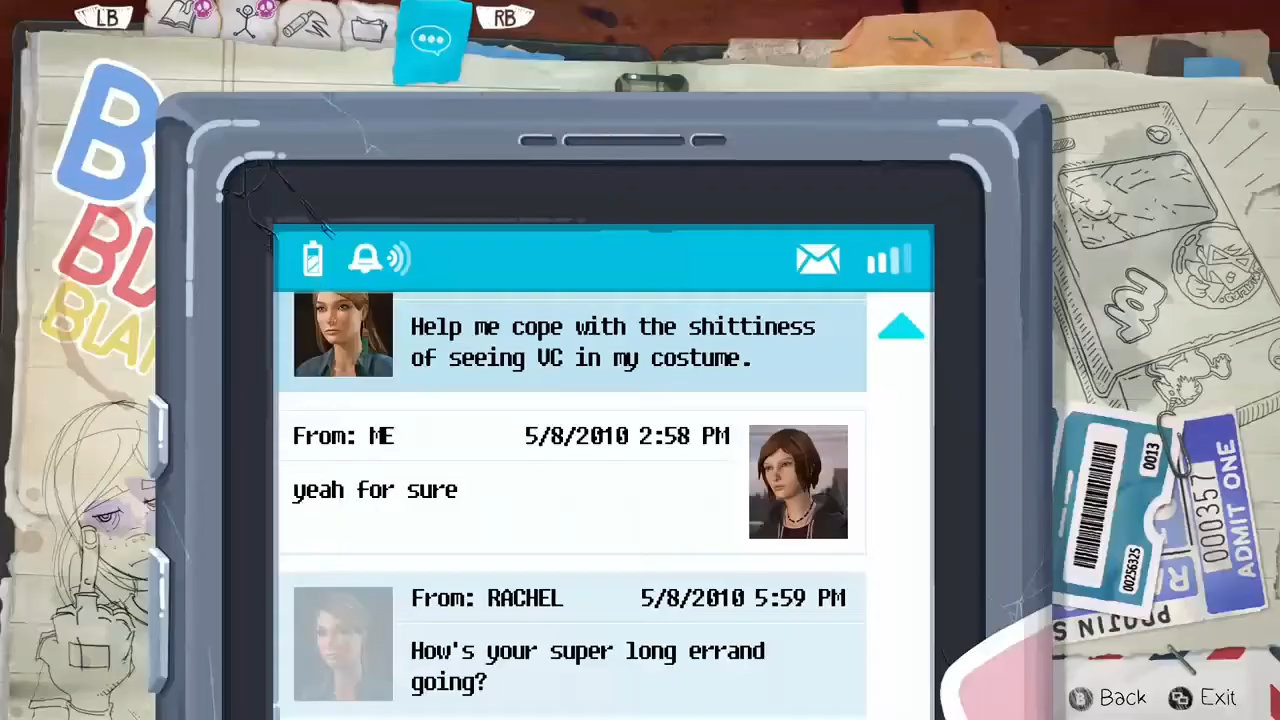 LB
RB
BL
BLA
Help me cope with the shittiness
of seeing VC in my costume.
From: ME
5/8/2010 2:58 PM
yeah for sure
From: RACHEL
5/8/2010 5:59 PM
How's your super long errand
going?
0013
00256325
000357
ADMIT ONE
R
B
Back
Exit